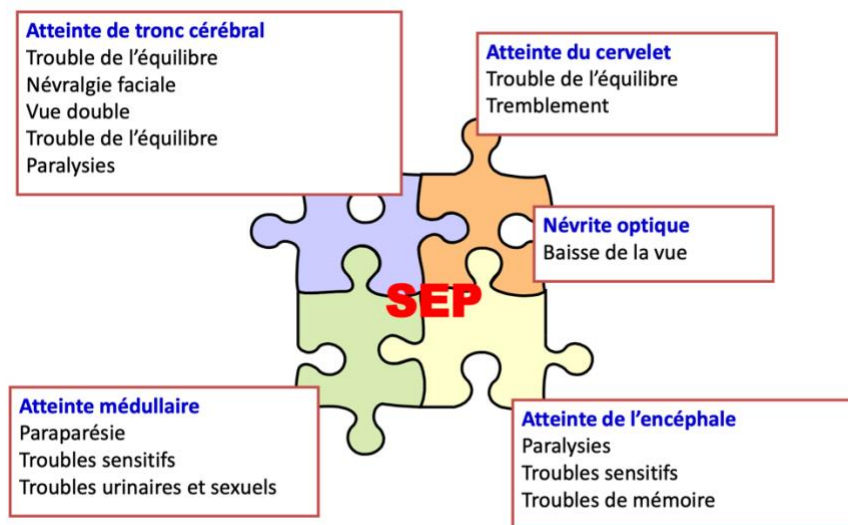 Atteinte de tronc cérébral
Trouble de l’équilibre
Névralgie faciale
Vue double
Trouble de l’équilibre
Paralysies
Atteinte du cervelet
Trouble de l’équilibre
Tremblement
Névrite optique
Baisse de la vue
SEP
Atteinte médullaire
Paraparésie
Troubles sensitifs
Troubles urinaires et sexuels
Atteinte de l’encéphale
Paralysies
Troubles sensitifs
Troubles de mémoire